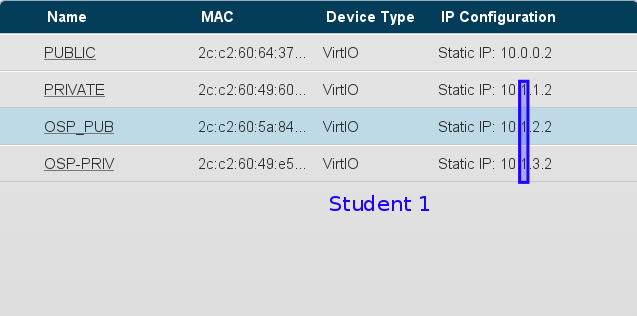 Name MAC Device Type IP Configuration
PUBLIC 2c:c2:60:64:37... VirtIO Static IP: 10.0.0.2
PRIVATE 2c:c2:60:49:60... VirtIO Static IP: 10.1.1.2
OSP_PUB 2c:c2:60:5a:84... VirtIO Static IP: 10.1.2.2
OSP-PRIV 2c:c2:60:49:e5... VirtIO Static IP: 10.1.3.2
Student 1